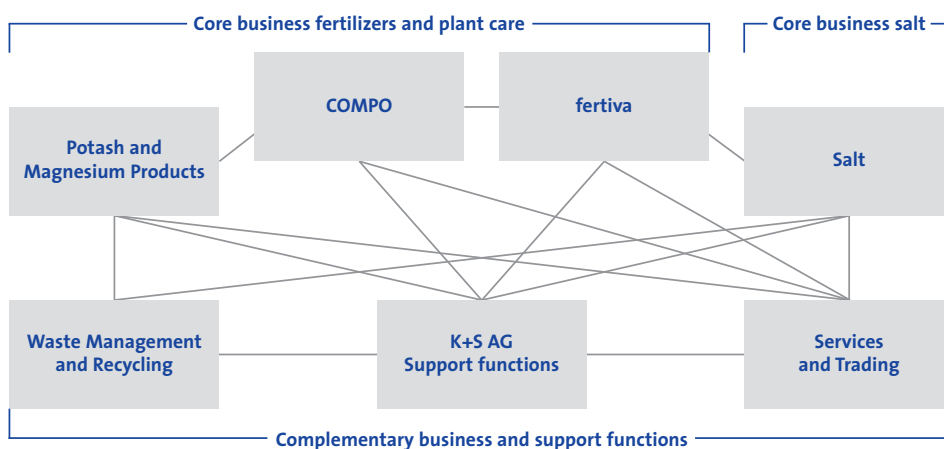 Core business fertilizers and plant care
Core business salt
COMPO
fertiva
Potash and
Magnesium Products
Salt
Waste Management
and Recycling
K+S AG
Support functions
Services
and Trading
Complementary business and support functions